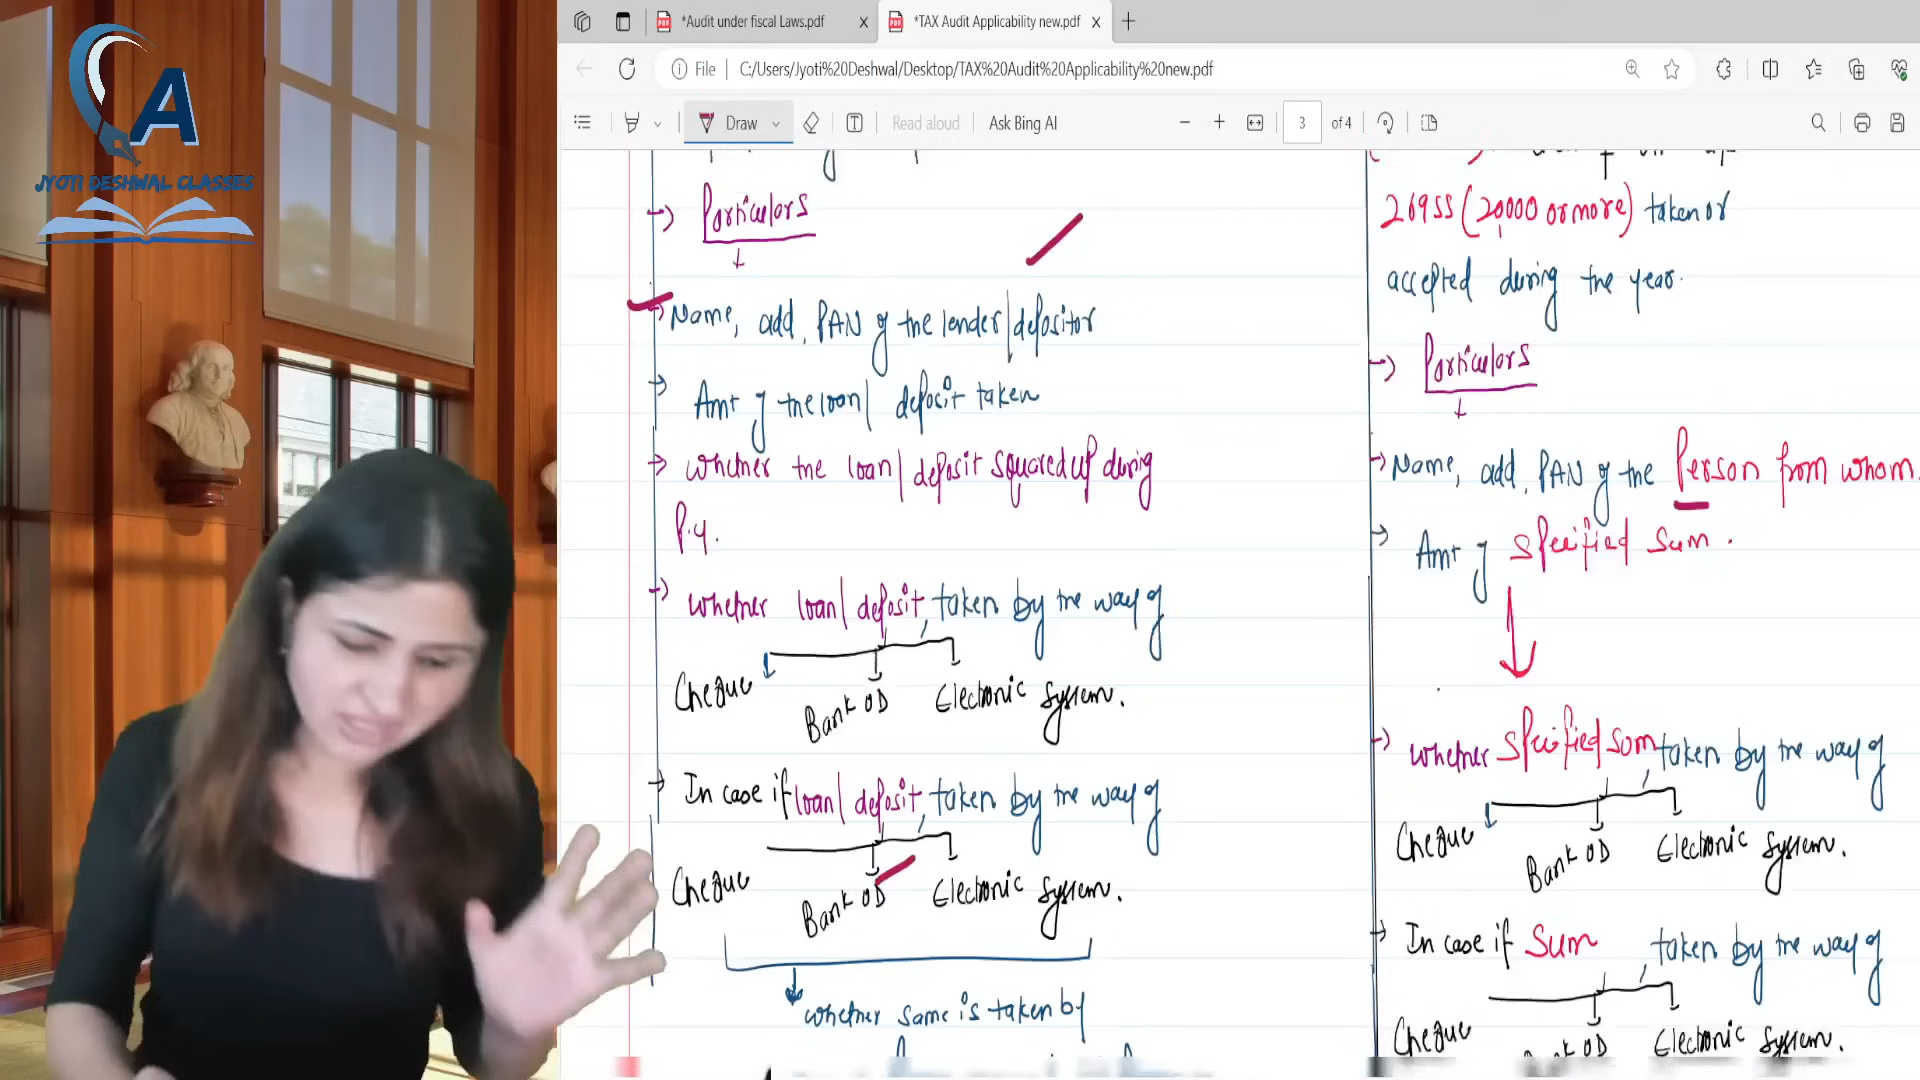 A
JYOTI DESHWAL CLASSES
*Audit under fiscal Laws.pdf
*TAX Audit Applicability new.pdf
File
C:/Users/Jyoti%20Deshwal/Desktop/TAX%20Audit%20Applicability%20new.pdf
Draw
Read aloud
Ask Bing AI
3 of 4
Particulars
Name, add, PAN of the lender/depositor
Amt of the loan/ deposit taken
whether the loan/ deposit squared up during
P.Y.
whether loan/ deposit, taken by the way of
Cheque
Bank OD
Electronic System.
In case if loan/ deposit, taken by the way of
Cheque
Bank OD
Electronic System.
whether same is taken by
269SS (20,000 or more) taken or
accepted during the year.
Particulars
Name, add, PAN of the Person from whom
Amt of specified sum.
whether specified sum taken by the way of
Cheque
Bank OD
Electronic System.
In case if Sum taken by the way of
Cheque
Bank OD
Electronic System.